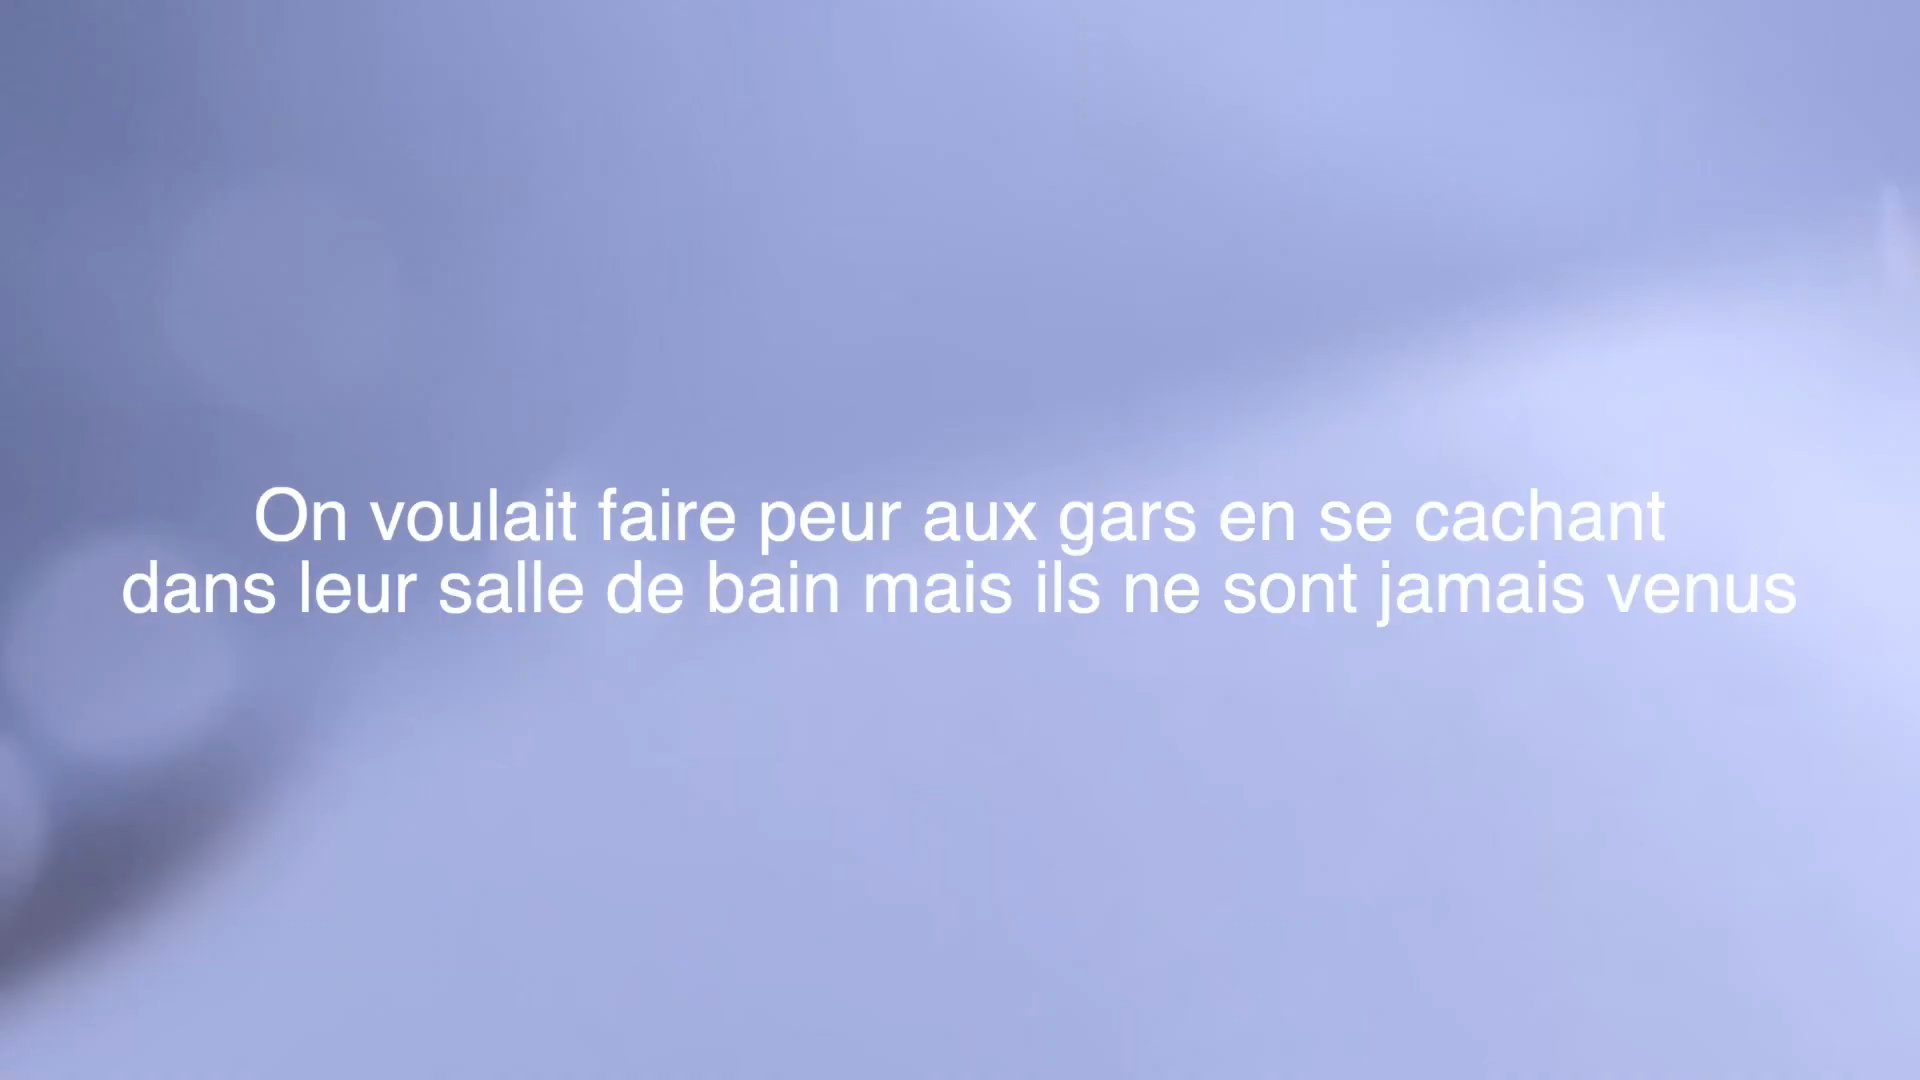 On voulait faire peur aux gars en se cachant
dans leur salle de bain mais ils ne sont jamais venus